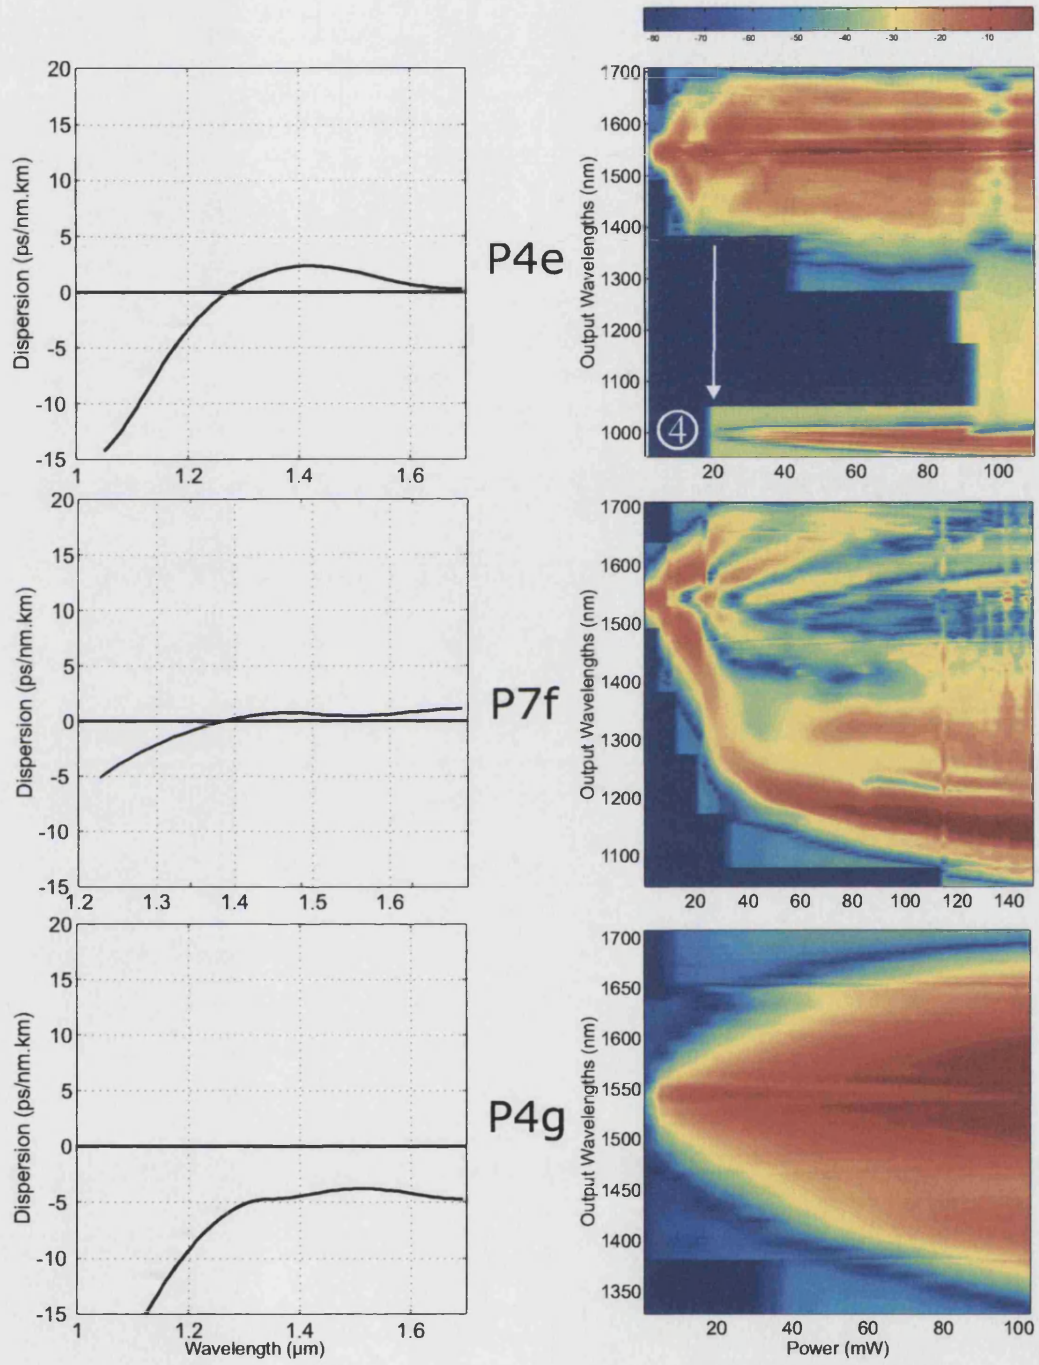 -80 -70 -60 -50 -40 -30 -20 -10
20
15
10
5
0
-5
-10
-15
Dispersion (ps/nm.km)
1 1.2 1.4 1.6
P4e
1700
1600
1500
1400
1300
1200
1100
1000
Output Wavelengths (nm)
4
20 40 60 80 100
20
15
10
5
0
-5
-10
-15
Dispersion (ps/nm.km)
1.2 1.3 1.4 1.5 1.6
P7f
1700
1600
1500
1400
1300
1200
1100
Output Wavelengths (nm)
20 40 60 80 100 120 140
20
15
10
5
0
-5
-10
-15
Dispersion (ps/nm.km)
1 1.2 1.4 1.6
Wavelength (µm)
P4g
1700
1650
1600
1550
1500
1450
1400
1350
Output Wavelengths (nm)
20 40 60 80 100
Power (mW)